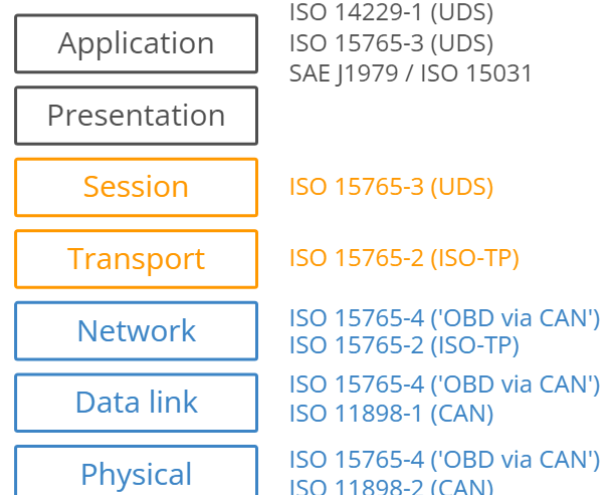 Application
ISO 14229-1 (UDS)
ISO 15765-3 (UDS)
SAE J1979 / ISO 15031
Presentation
Session
ISO 15765-3 (UDS)
Transport
ISO 15765-2 (ISO-TP)
Network
ISO 15765-4 ('OBD via CAN')
ISO 15765-2 (ISO-TP)
Data link
ISO 15765-4 ('OBD via CAN')
ISO 11898-1 (CAN)
Physical
ISO 15765-4 ('OBD via CAN')
ISO 11898-2 (CAN)